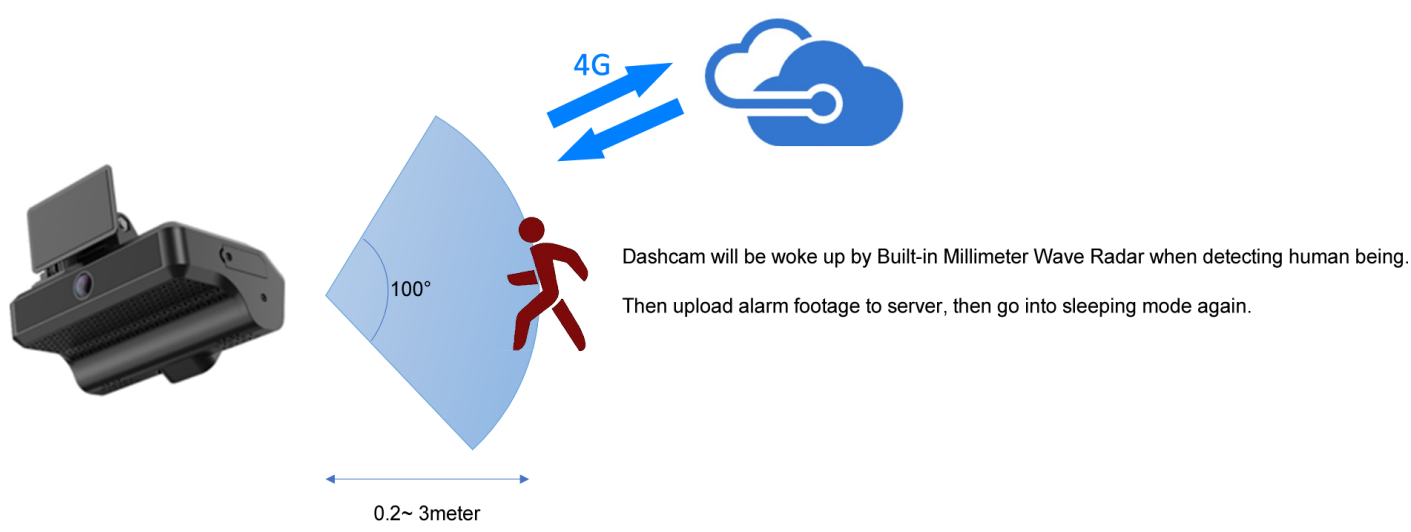 4G
100°
Dashcam will be woke up by Built-in Millimeter Wave Radar when detecting human being.
Then upload alarm footage to server, then go into sleeping mode again.
0.2~ 3meter